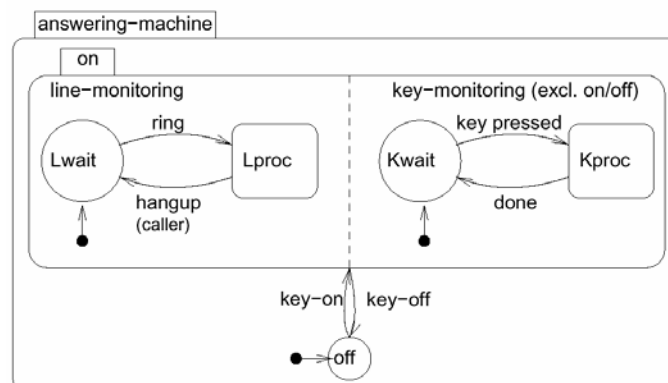 answering-machine
on
line-monitoring
key-monitoring (excl. on/off)
ring
key pressed
Lwait
Lproc
Kwait
Kproc
hangup
(caller)
done
key-on
key-off
off